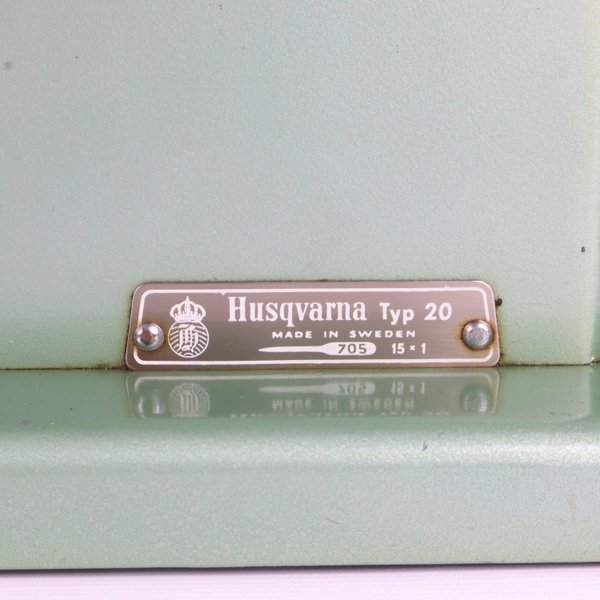 Husqvarna Typ 20
MADE IN SWEDEN
705 15×1